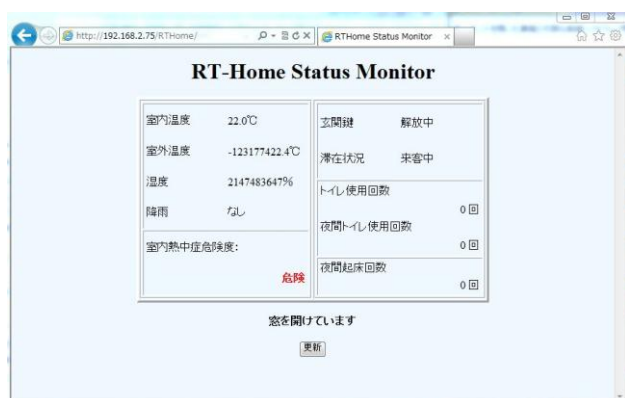 http://192.168.2.75/RTHome/
RTHome Status Monitor
RT-Home Status Monitor
室内温度 22.0℃
室外温度 -123177422.4℃
湿度 2147483647%
降雨 なし
室内熱中症危険度:
危険
玄関鍵 解放中
滞在状況 来客中
トイレ使用回数
0 回
夜間トイレ使用回数
0 回
夜間起床回数
0 回
窓を開けています
更新